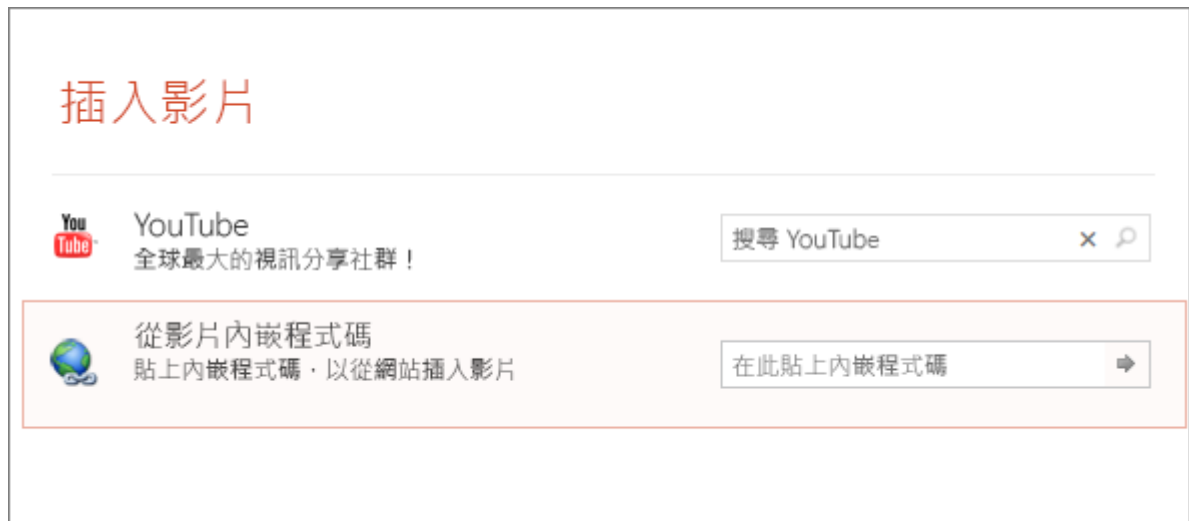 插入影片
You
Tube
YouTube
全球最大的視訊分享社群！
搜尋 YouTube
從影片內嵌程式碼
貼上內嵌程式碼，以從網站插入影片
在此貼上內嵌程式碼